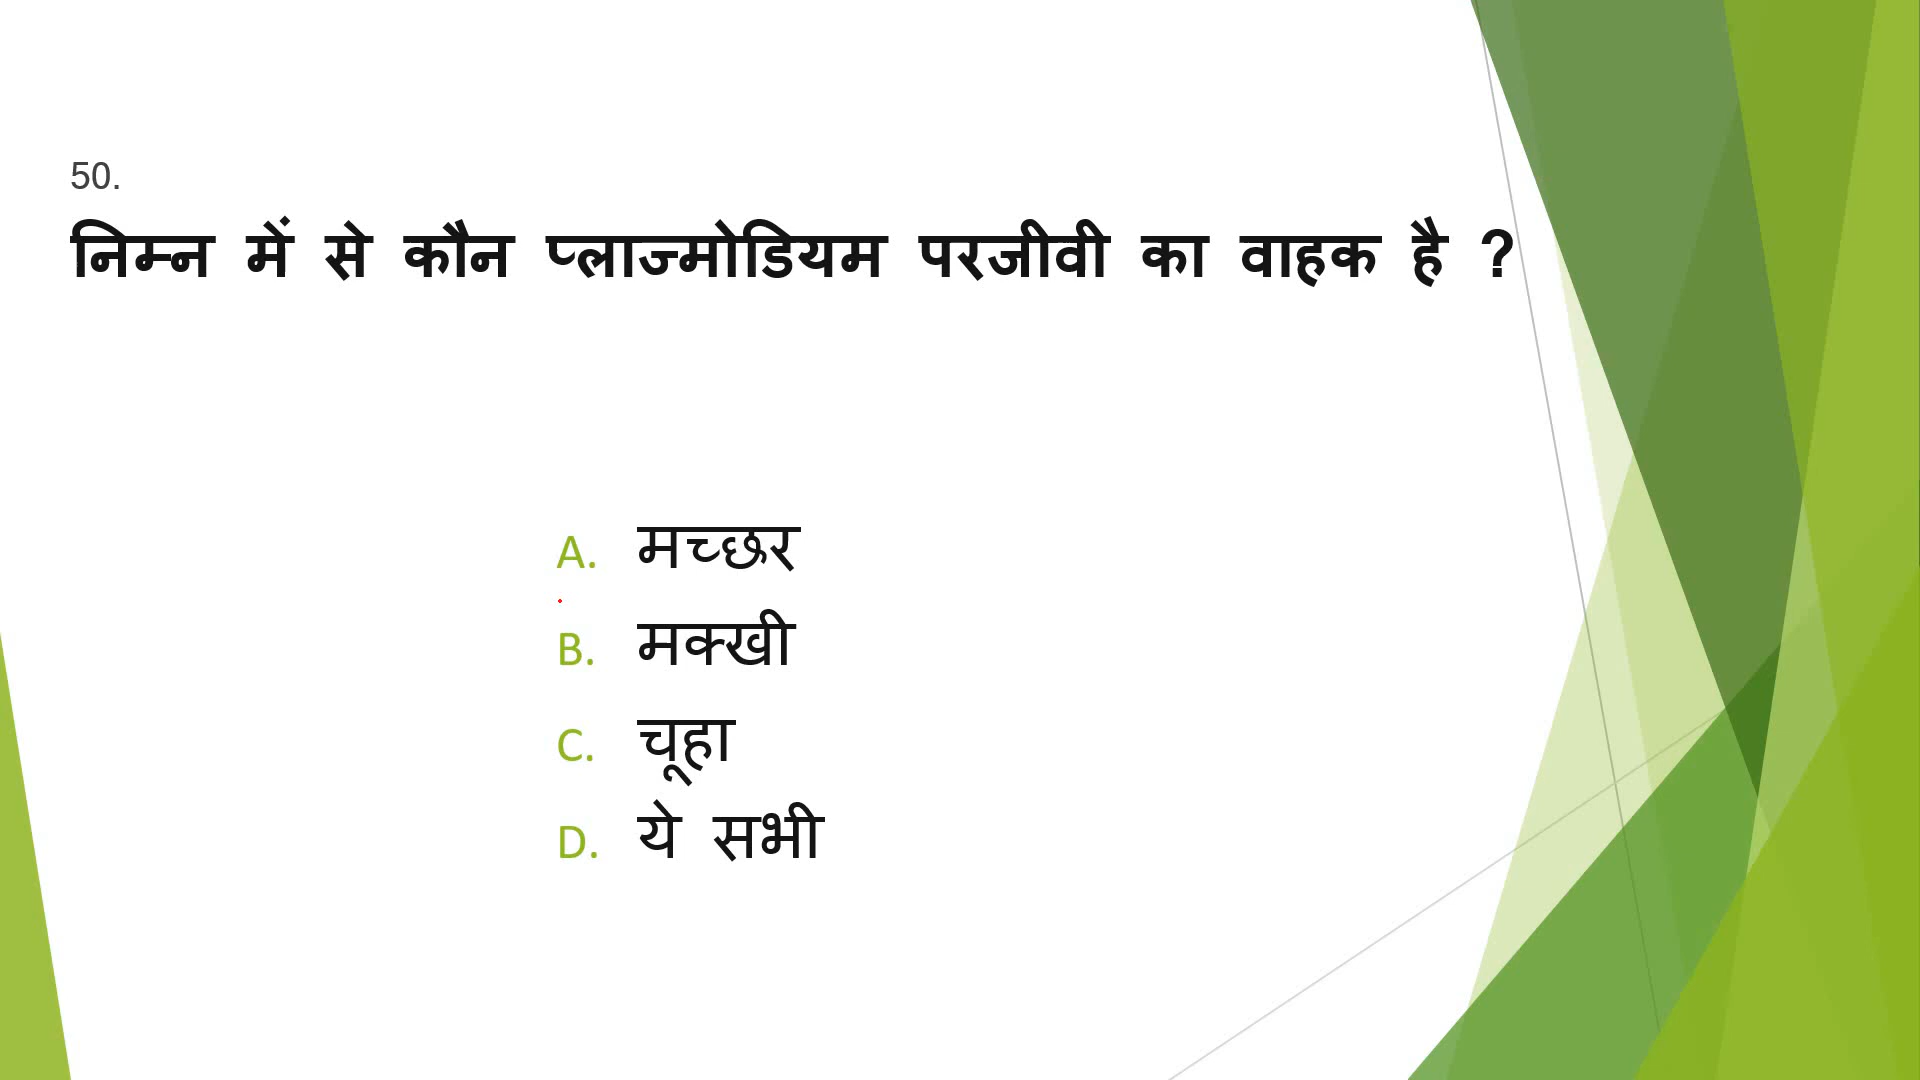 50.
निम्न में से कौन प्लाज्मोडियम परजीवी का वाहक है ?
A. मच्छर
B. मक्खी
C. चूहा
D. ये सभी